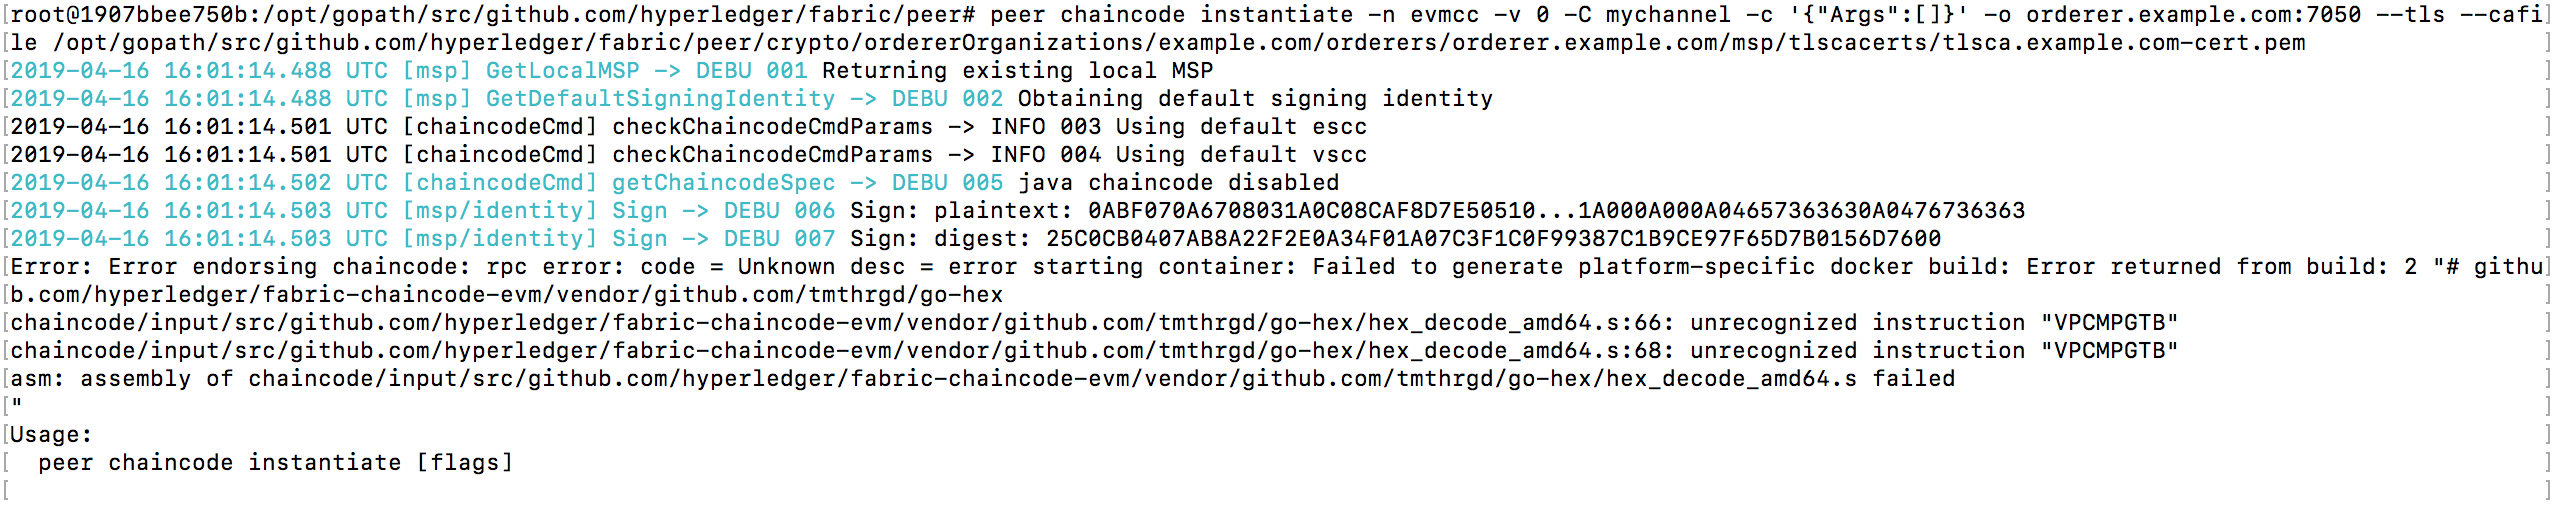 [root@1907bbee750b:/opt/gopath/src/github.com/hyperledger/fabric/peer# peer chaincode instantiate -n evmcc -v 0 -C mychannel -c '{"Args":[]}' -o orderer.example.com:7050 --tls --cafi]
[le /opt/gopath/src/github.com/hyperledger/fabric/peer/crypto/ordererOrganizations/example.com/orderers/orderer.example.com/msp/tlscacerts/tlsca.example.com-cert.pem ]
[2019-04-16 16:01:14.488 UTC [msp] GetLocalMSP -> DEBU 001 Returning existing local MSP ]
[2019-04-16 16:01:14.488 UTC [msp] GetDefaultSigningIdentity -> DEBU 002 Obtaining default signing identity ]
[2019-04-16 16:01:14.501 UTC [chaincodeCmd] checkChaincodeCmdParams -> INFO 003 Using default escc ]
[2019-04-16 16:01:14.501 UTC [chaincodeCmd] checkChaincodeCmdParams -> INFO 004 Using default vscc ]
[2019-04-16 16:01:14.502 UTC [chaincodeCmd] getChaincodeSpec -> DEBU 005 java chaincode disabled ]
[2019-04-16 16:01:14.503 UTC [msp/identity] Sign -> DEBU 006 Sign: plaintext: 0ABF070A6708031A0C08CAF8D7E50510...1A000A000A04657363630A0476736363 ]
[2019-04-16 16:01:14.503 UTC [msp/identity] Sign -> DEBU 007 Sign: digest: 25C0CB0407AB8A22F2E0A34F01A07C3F1C0F99387C1B9CE97F65D7B0156D7600 ]
[Error: Error endorsing chaincode: rpc error: code = Unknown desc = error starting container: Failed to generate platform-specific docker build: Error returned from build: 2 "# githu]
[b.com/hyperledger/fabric-chaincode-evm/vendor/github.com/tmthrgd/go-hex ]
[chaincode/input/src/github.com/hyperledger/fabric-chaincode-evm/vendor/github.com/tmthrgd/go-hex/hex_decode_amd64.s:66: unrecognized instruction "VPCMPGTB" ]
[chaincode/input/src/github.com/hyperledger/fabric-chaincode-evm/vendor/github.com/tmthrgd/go-hex/hex_decode_amd64.s:68: unrecognized instruction "VPCMPGTB" ]
[asm: assembly of chaincode/input/src/github.com/hyperledger/fabric-chaincode-evm/vendor/github.com/tmthrgd/go-hex/hex_decode_amd64.s failed ]
[" ]
[Usage: ]
[  peer chaincode instantiate [flags] ]
[ ]